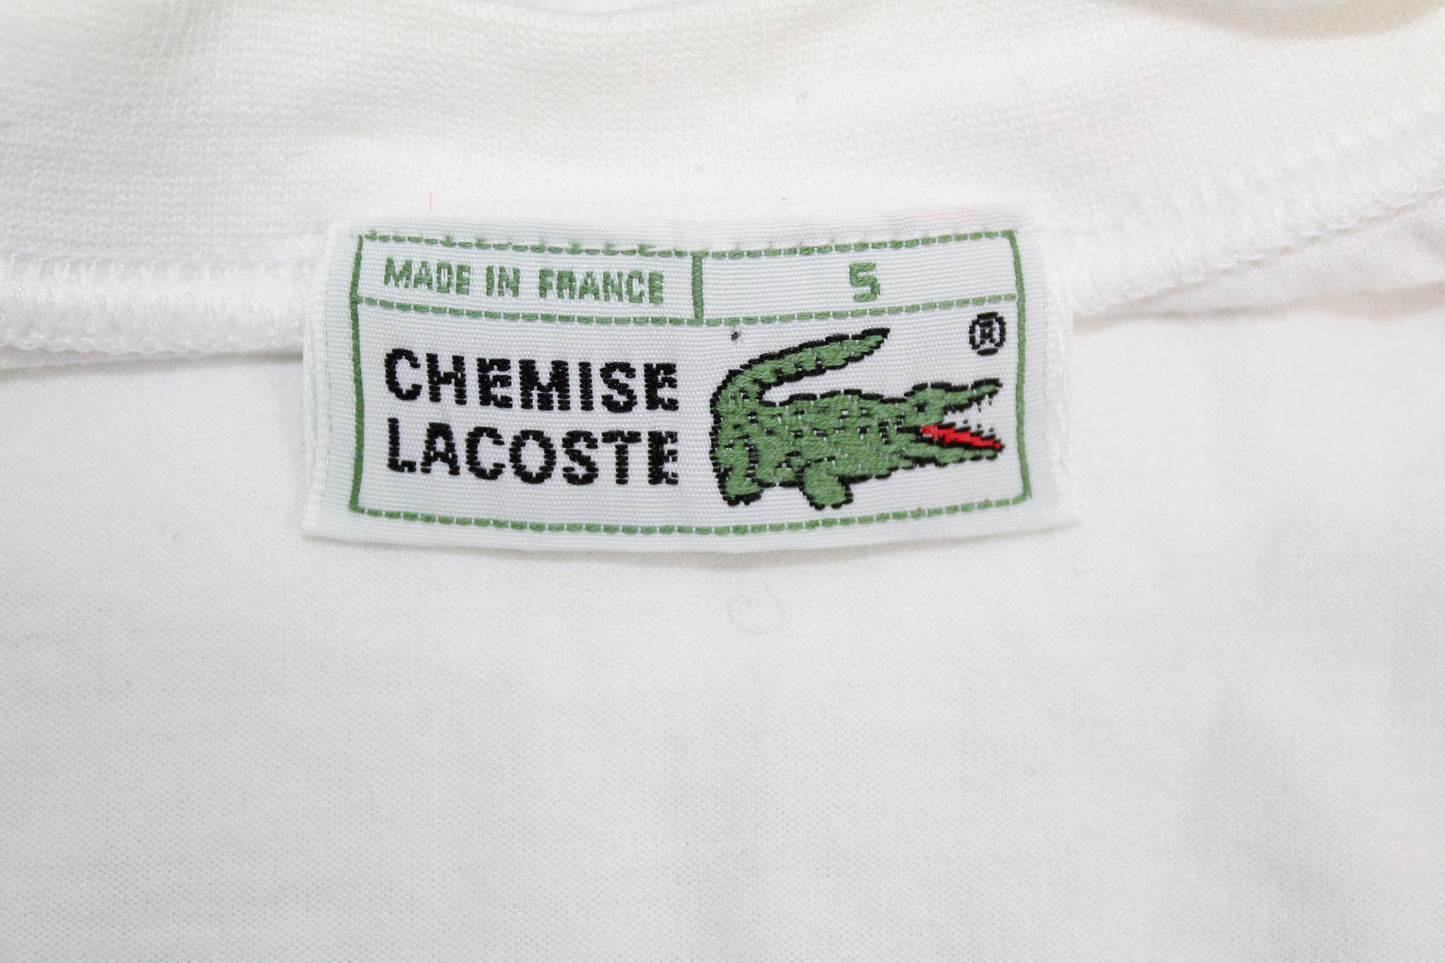 MADE IN FRANCE 5
®
CHEMISE
LACOSTE